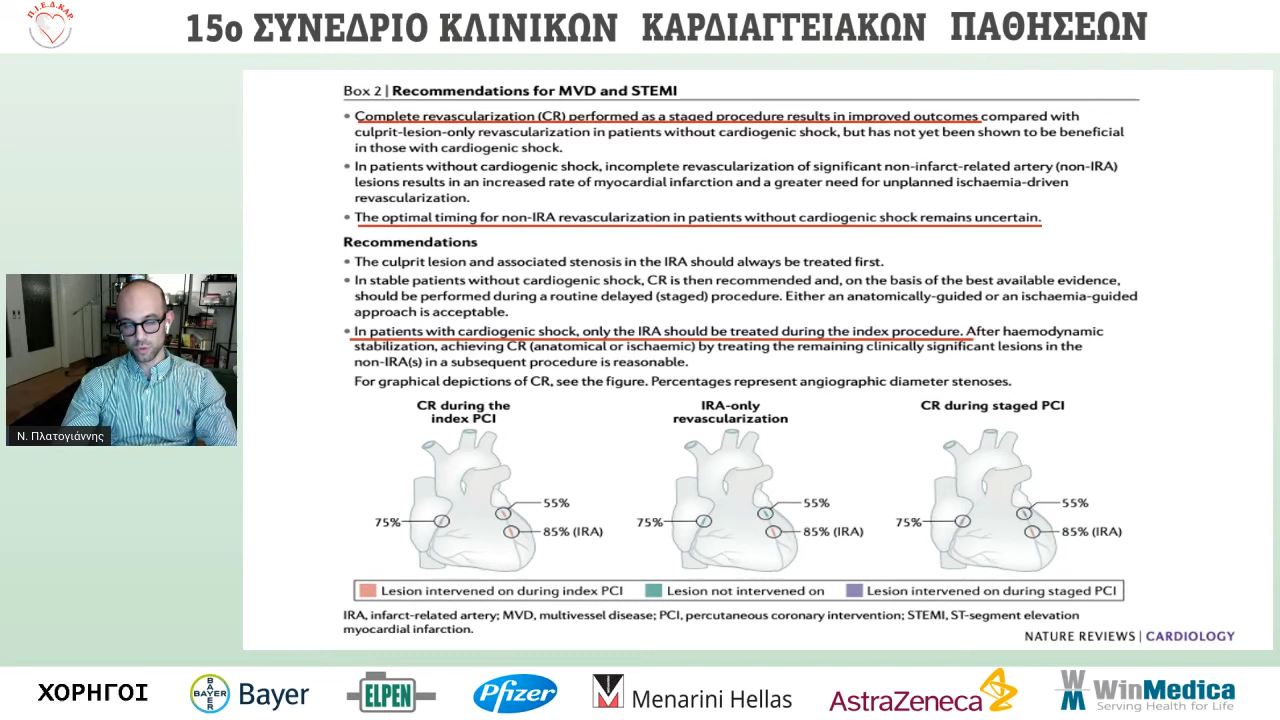 Π.Ι.Ε.Δ.ΚΑΡ.
15ο ΣΥΝΕΔΡΙΟ ΚΛΙΝΙΚΩΝ ΚΑΡΔΙΑΓΓΕΙΑΚΩΝ ΠΑΘΗΣΕΩΝ
Box 2 | Recommendations for MVD and STEMI
• Complete revascularization (CR) performed as a staged procedure results in improved outcomes compared with
culprit-lesion-only revascularization in patients without cardiogenic shock, but has not yet been shown to be beneficial
in those with cardiogenic shock.
• In patients without cardiogenic shock, incomplete revascularization of significant non-infarct-related artery (non-IRA)
lesions results in an increased rate of myocardial infarction and a greater need for unplanned ischaemia-driven
revascularization.
• The optimal timing for non-IRA revascularization in patients without cardiogenic shock remains uncertain.
Recommendations
• The culprit lesion and associated stenosis in the IRA should always be treated first.
• In stable patients without cardiogenic shock, CR is then recommended and, on the basis of the best available evidence,
should be performed during a routine delayed (staged) procedure. Either an anatomically-guided or an ischaemia-guided
approach is acceptable.
• In patients with cardiogenic shock, only the IRA should be treated during the index procedure. After haemodynamic
stabilization, achieving CR (anatomical or ischaemic) by treating the remaining clinically significant lesions in the
non-IRA(s) in a subsequent procedure is reasonable.
For graphical depictions of CR, see the figure. Percentages represent angiographic diameter stenoses.
CR during the
index PCI
75%
55%
85% (IRA)
IRA-only
revascularization
75%
55%
85% (IRA)
CR during staged PCI
75%
55%
85% (IRA)
Lesion intervened on during index PCI
Lesion not intervened on
Lesion intervened on during staged PCI
IRA, infarct-related artery; MVD, multivessel disease; PCI, percutaneous coronary intervention; STEMI, ST-segment elevation
myocardial infarction.
NATURE REVIEWS | CARDIOLOGY
Ν. Πλατογιάννης
ΧΟΡΗΓΟΙ
BAYER
BAYER
Bayer
ELPEN
Pfizer
Menarini Hellas
AstraZeneca
WM
WinMedica
Serving Health for Life